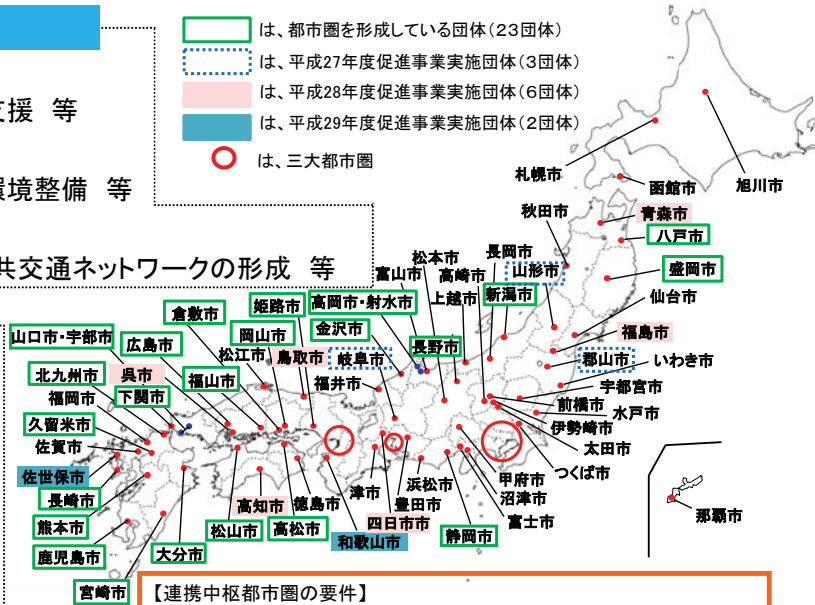 は、都市圏を形成している団体(23団体)
は、平成27年度促進事業実施団体(3団体)
は、平成28年度促進事業実施団体(6団体)
は、平成29年度促進事業実施団体(2団体)
は、三大都市圏
支援 等
環境整備 等
共交通ネットワークの形成 等
札幌市
函館市
旭川市
秋田市
青森市
八戸市
盛岡市
仙台市
福島市
郡山市
いわき市
宇都宮市
前橋市
水戸市
伊勢崎市
太田市
つくば市
松本市
富山市
高崎市
長岡市
山形市
上越市
新潟市
姫路市
高岡市・射水市
倉敷市
金沢市
長野市
山口市・宇部市
広島市
岡山市
松江市
鳥取市
岐阜市
北九州市
呉市
福山市
福井市
福岡市
下関市
久留米市
佐賀市
佐世保市
長崎市
熊本市
鹿児島市
宮崎市
大分市
松山市
高知市
高松市
徳島市
和歌山市
津市
四日市市
豊田市
浜松市
静岡市
甲府市
沼津市
富士市
那覇市
【連携中枢都市圏の要件】